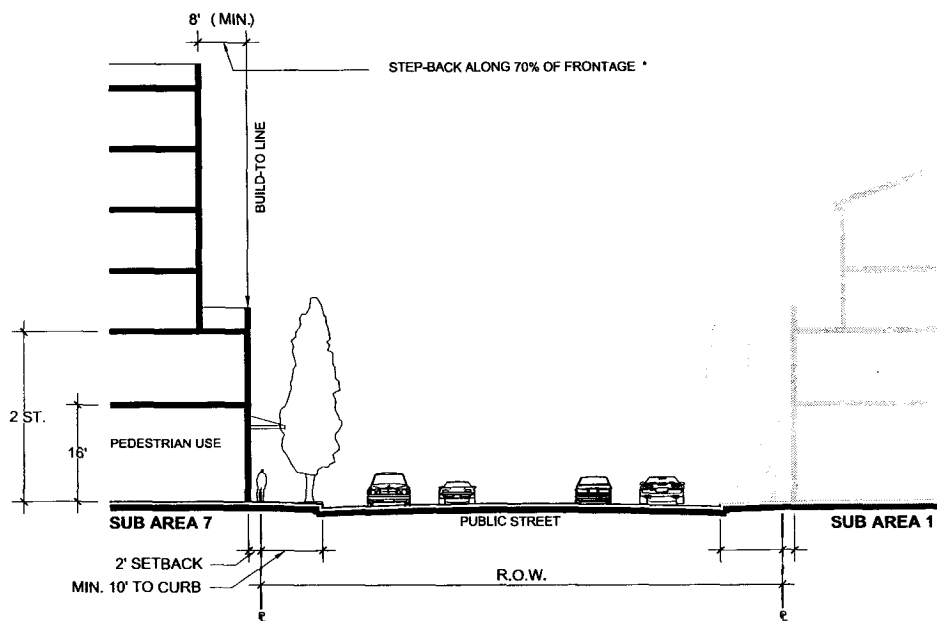 8' (MIN.)
STEP-BACK ALONG 70% OF FRONTAGE *
BUILD-TO LINE
2 ST.
16'
PEDESTRIAN USE
SUB AREA 7
PUBLIC STREET
SUB AREA 1
2' SETBACK
MIN. 10' TO CURB
R.O.W.
℄
℄